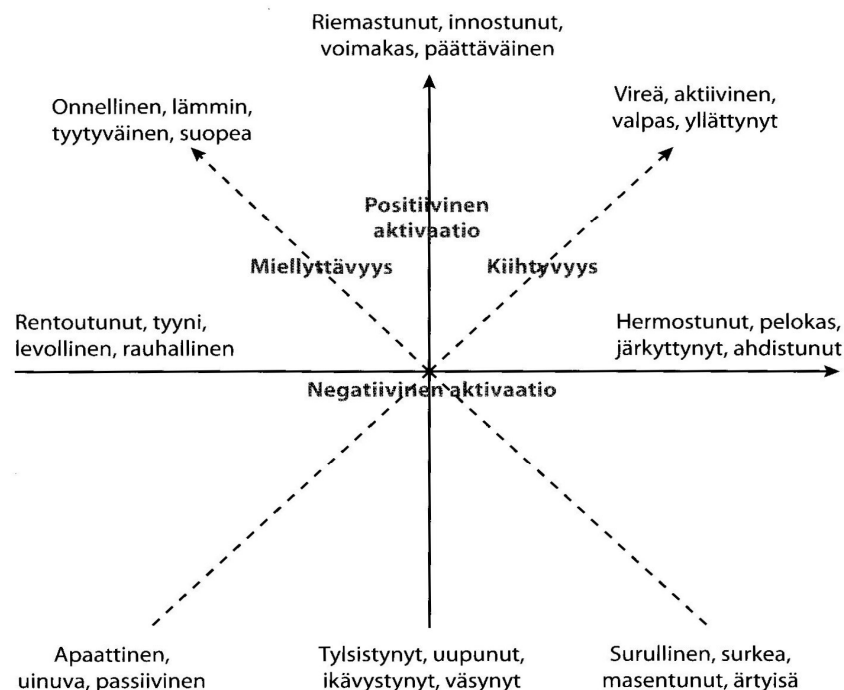 Riemastunut, innostunut,
voimakas, päättäväinen
Onnellinen, lämmin,
tyytyväinen, suopea
Vireä, aktiivinen,
valpas, yllättynyt
Positiivinen
aktivaatio
Miellyttävyys
Kiihtyvyys
Rentoutunut, tyyni,
levollinen, rauhallinen
Hermostunut, pelokas,
järkyttynyt, ahdistunut
Negatiivinen aktivaatio
Apaattinen,
uinuva, passiivinen
Tylsistynyt, uupunut,
ikävystynyt, väsynyt
Surullinen, surkea,
masentunut, ärtyisä